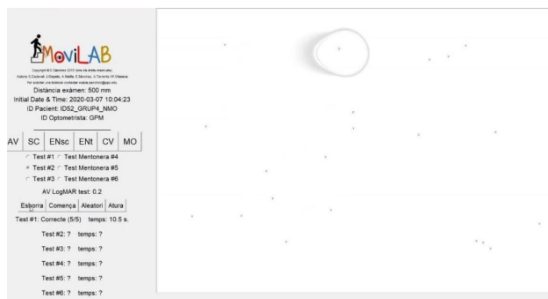 MoviLAB
Distància exàmen: 500 mm
Initial Date & Time: 2020-03-07 10:04:23
ID Pacient: ID52_GRUP4_NMO
ID Optometrista: GPM
AV SC ENsc ENt CV MO
Test #1 Test Mentonera #4
Test #2 Test Mentonera #5
Test #3 Test Mentonera #6
AV LogMAR test: 0.2
Esborra Comença Aleatori Atura
Test #1: Correcte (5/5) temps: 10.5 s.
Test #2: ? temps: ?
Test #3: ? temps: ?
Test #4: ? temps: ?
Test #5: ? temps: ?
Test #6: ? temps: ?